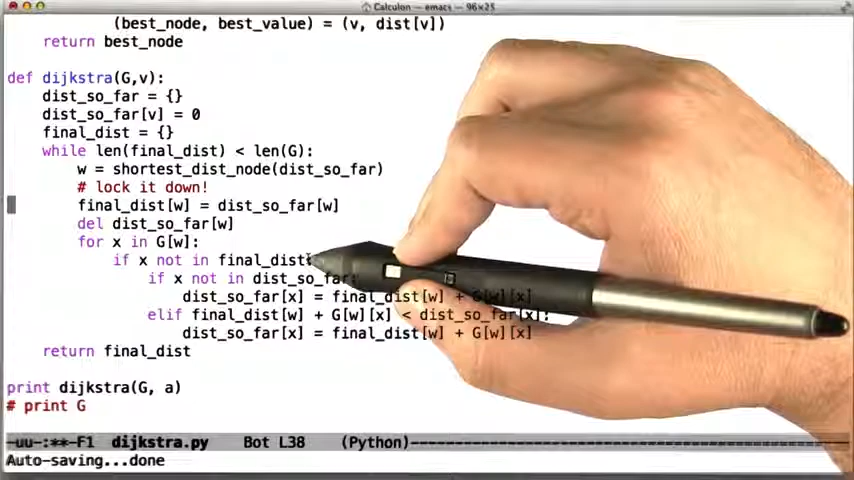 Calculon — emacs — 96×25
(best_node, best_value) = (v, dist[v])
return best_node
def dijkstra(G,v):
dist_so_far = {}
dist_so_far[v] = 0
final_dist = {}
while len(final_dist) < len(G):
w = shortest_dist_node(dist_so_far)
# lock it down!
final_dist[w] = dist_so_far[w]
del dist_so_far[w]
for x in G[w]:
if x not in final_dist:
if x not in dist_so_far:
dist_so_far[x] = final_dist[w] + G[w][x]
elif final_dist[w] + G[w][x] < dist_so_far[x]:
dist_so_far[x] = final_dist[w] + G[w][x]
return final_dist
print dijkstra(G, a)
# print G
-uu-:**-F1 dijkstra.py Bot L38 (Python)--------------------------------------------------
Auto-saving...done